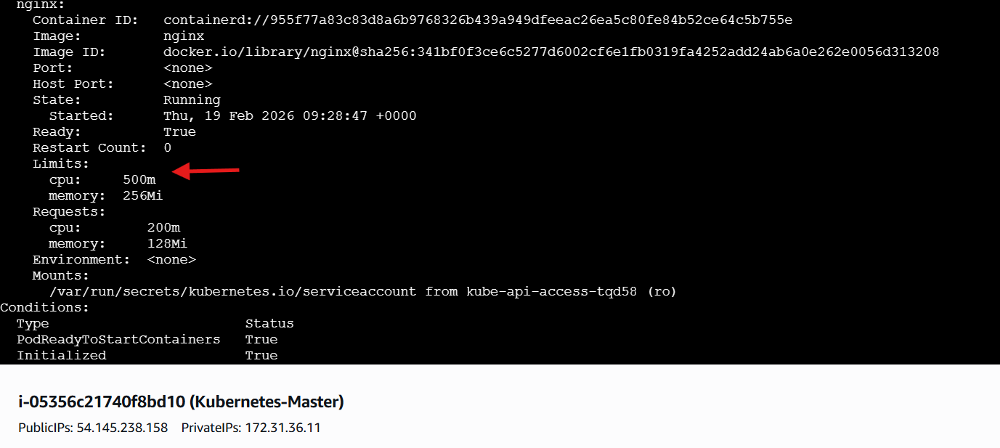 nginx:
Container ID: containerd://955f77a83c83d8a6b9768326b439a949dfeeac26ea5c80fe84b52ce64c5b755e
Image: nginx
Image ID: docker.io/library/nginx@sha256:341bf0f3ce6c5277d6002cf6e1fb0319fa4252add24ab6a0e262e0056d313208
Port: <none>
Host Port: <none>
State: Running
Started: Thu, 19 Feb 2026 09:28:47 +0000
Ready: True
Restart Count: 0
Limits:
cpu: 500m
memory: 256Mi
Requests:
cpu: 200m
memory: 128Mi
Environment: <none>
Mounts:
/var/run/secrets/kubernetes.io/serviceaccount from kube-api-access-tqd58 (ro)
Conditions:
Type Status
PodReadyToStartContainers True
Initialized True
i-05356c21740f8bd10 (Kubernetes-Master)
PublicIPs: 54.145.238.158 PrivateIPs: 172.31.36.11